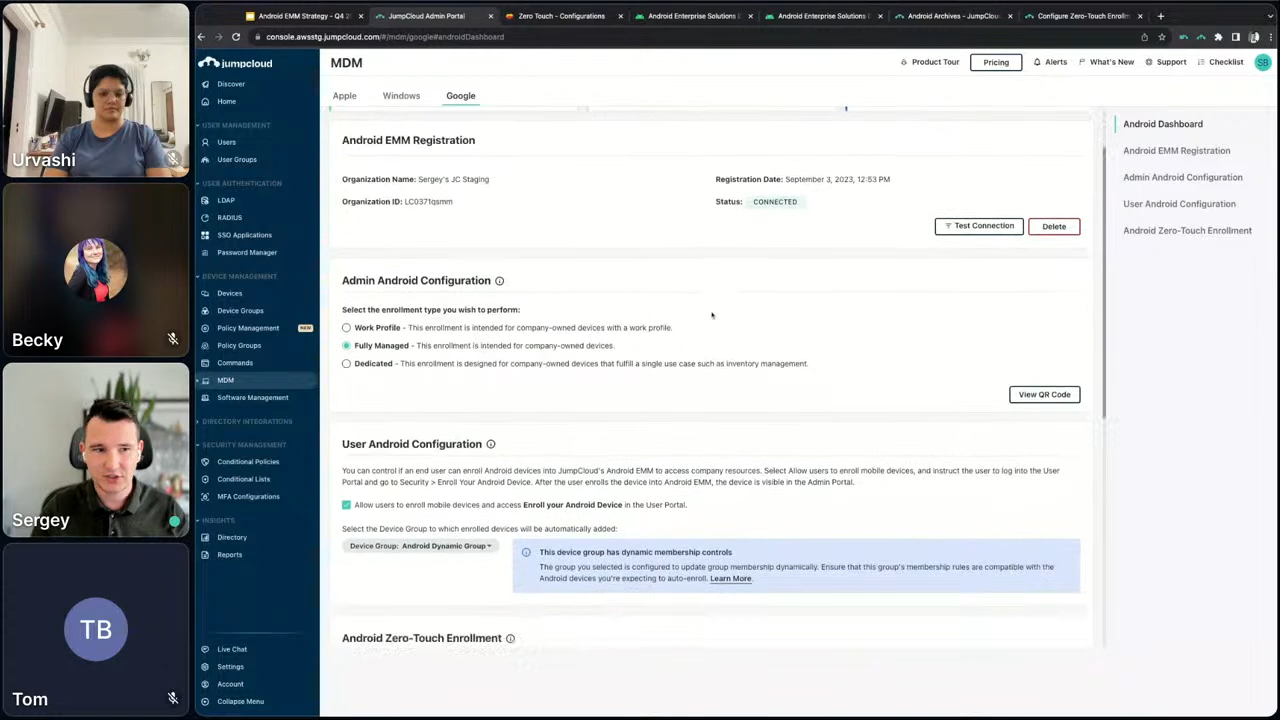 Android EMM Strategy - Q4 2
JumpCloud Admin Portal
Zero Touch - Configurations
Android Enterprise Solutions
Android Enterprise Solutions
Android Archives - JumpClou
Configure Zero-Touch Enrollm
console.awsstg.jumpcloud.com/#/mdm/google#androidDashboard
jumpcloud
MDM
Product Tour
Pricing
Alerts
What's New
Support
Checklist
SB
Discover
Home
USER MANAGEMENT
Users
User Groups
USER AUTHENTICATION
LDAP
RADIUS
SSO Applications
Password Manager
DEVICE MANAGEMENT
Devices
Device Groups
Policy Management NEW
Policy Groups
Commands
MDM
Software Management
DIRECTORY INTEGRATIONS
SECURITY MANAGEMENT
Conditional Policies
Conditional Lists
MFA Configurations
INSIGHTS
Directory
Reports
Live Chat
Settings
Account
Collapse Menu
Apple Windows Google
Android EMM Registration
Organization Name: Sergey's JC Staging
Registration Date: September 3, 2023, 12:53 PM
Organization ID: LC0371qsmm
Status: CONNECTED
Test Connection
Delete
Admin Android Configuration
Select the enrollment type you wish to perform:
Work Profile - This enrollment is intended for company-owned devices with a work profile.
Fully Managed - This enrollment is intended for company-owned devices.
Dedicated - This enrollment is designed for company-owned devices that fulfill a single use case such as inventory management.
View QR Code
User Android Configuration
You can control if an end user can enroll Android devices into JumpCloud's Android EMM to access company resources. Select Allow users to enroll mobile devices, and instruct the user to log into the User
Portal and go to Security > Enroll Your Android Device. After the user enrolls the device into Android EMM, the device is visible in the Admin Portal.
Allow users to enroll mobile devices and access Enroll your Android Device in the User Portal.
Select the Device Group to which enrolled devices will be automatically added:
Device Group: Android Dynamic Group
This device group has dynamic membership controls
The group you selected is configured to update group membership dynamically. Ensure that this group's membership rules are compatible with the
Android devices you're expecting to auto-enroll. Learn More.
Android Zero-Touch Enrollment
Android Dashboard
Android EMM Registration
Admin Android Configuration
User Android Configuration
Android Zero-Touch Enrollment
Urvashi
Becky
Sergey
TB
Tom